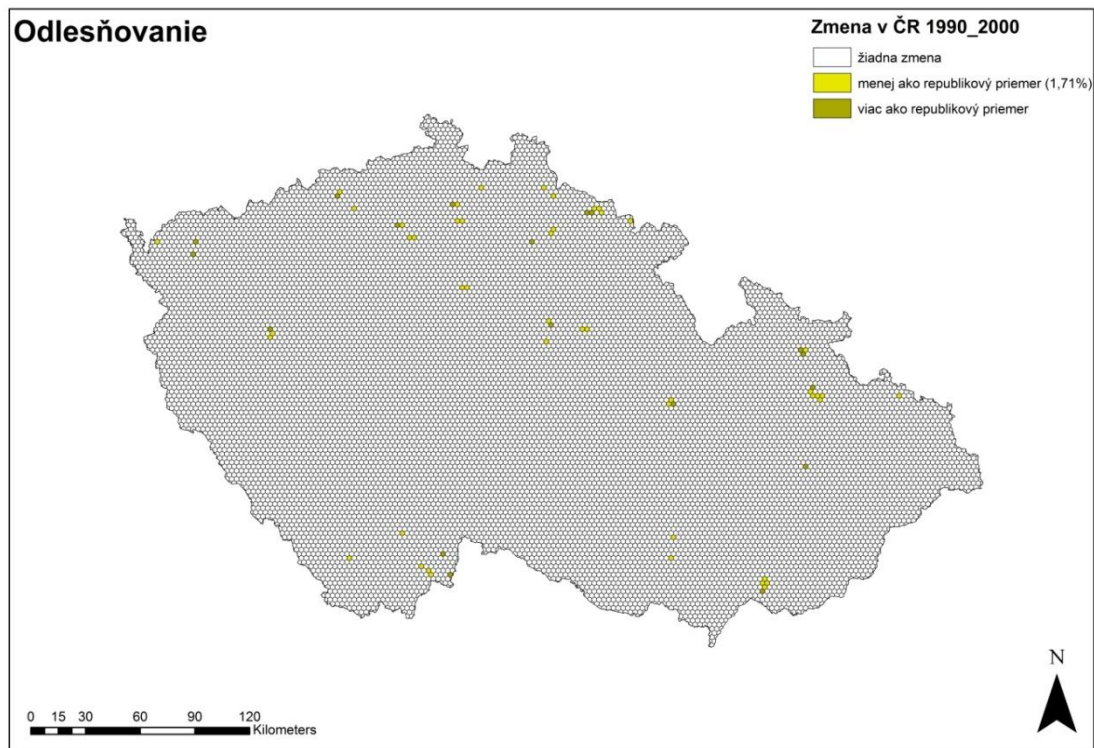 Odlesňovanie
Zmena v ČR 1990_2000
žiadna zmena
menej ako republikový priemer (1,71%)
viac ako republikový priemer
N
0 15 30 60 90 120
Kilometers